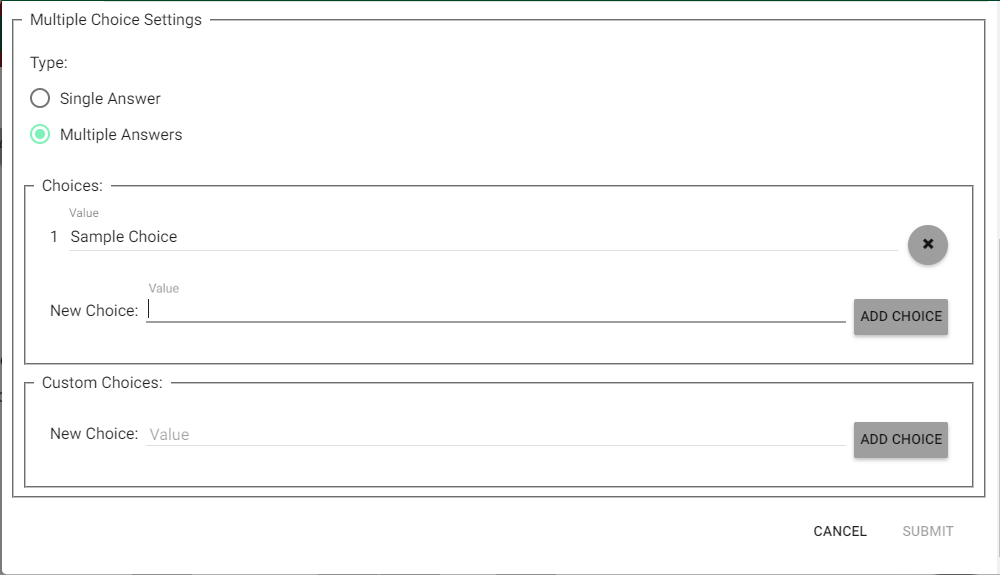 Multiple Choice Settings
Type:
Single Answer
Multiple Answers
Choices:
Value
1 Sample Choice
Value
New Choice:
ADD CHOICE
Custom Choices:
New Choice: Value
ADD CHOICE
CANCEL SUBMIT